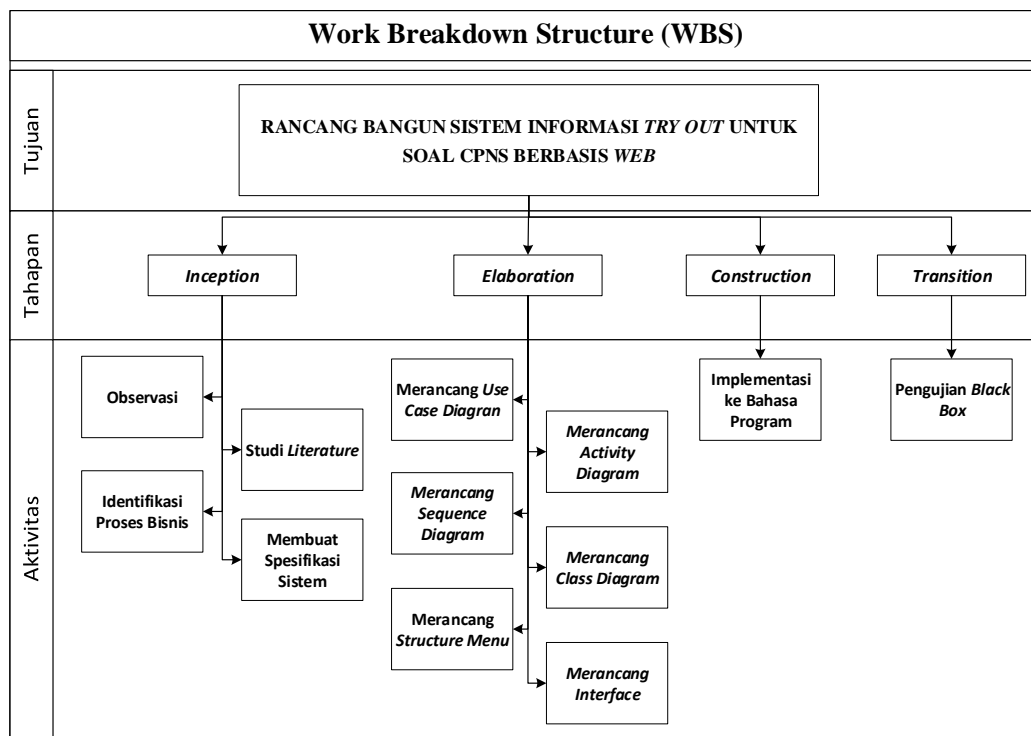 Work Breakdown Structure (WBS)
Tujuan
RANCANG BANGUN SISTEM INFORMASI TRY OUT UNTUK
SOAL CPNS BERBASIS WEB
Tahapan
Inception
Elaboration
Construction
Transition
Aktivitas
Observasi
Studi Literature
Identifikasi
Proses Bisnis
Membuat
Spesifikasi
Sistem
Merancang Use
Case Diagran
Merancang
Activity
Diagram
Merancang
Sequence
Diagram
Merancang
Class Diagram
Merancang
Structure Menu
Merancang
Interface
Implementasi
ke Bahasa
Program
Pengujian Black
Box